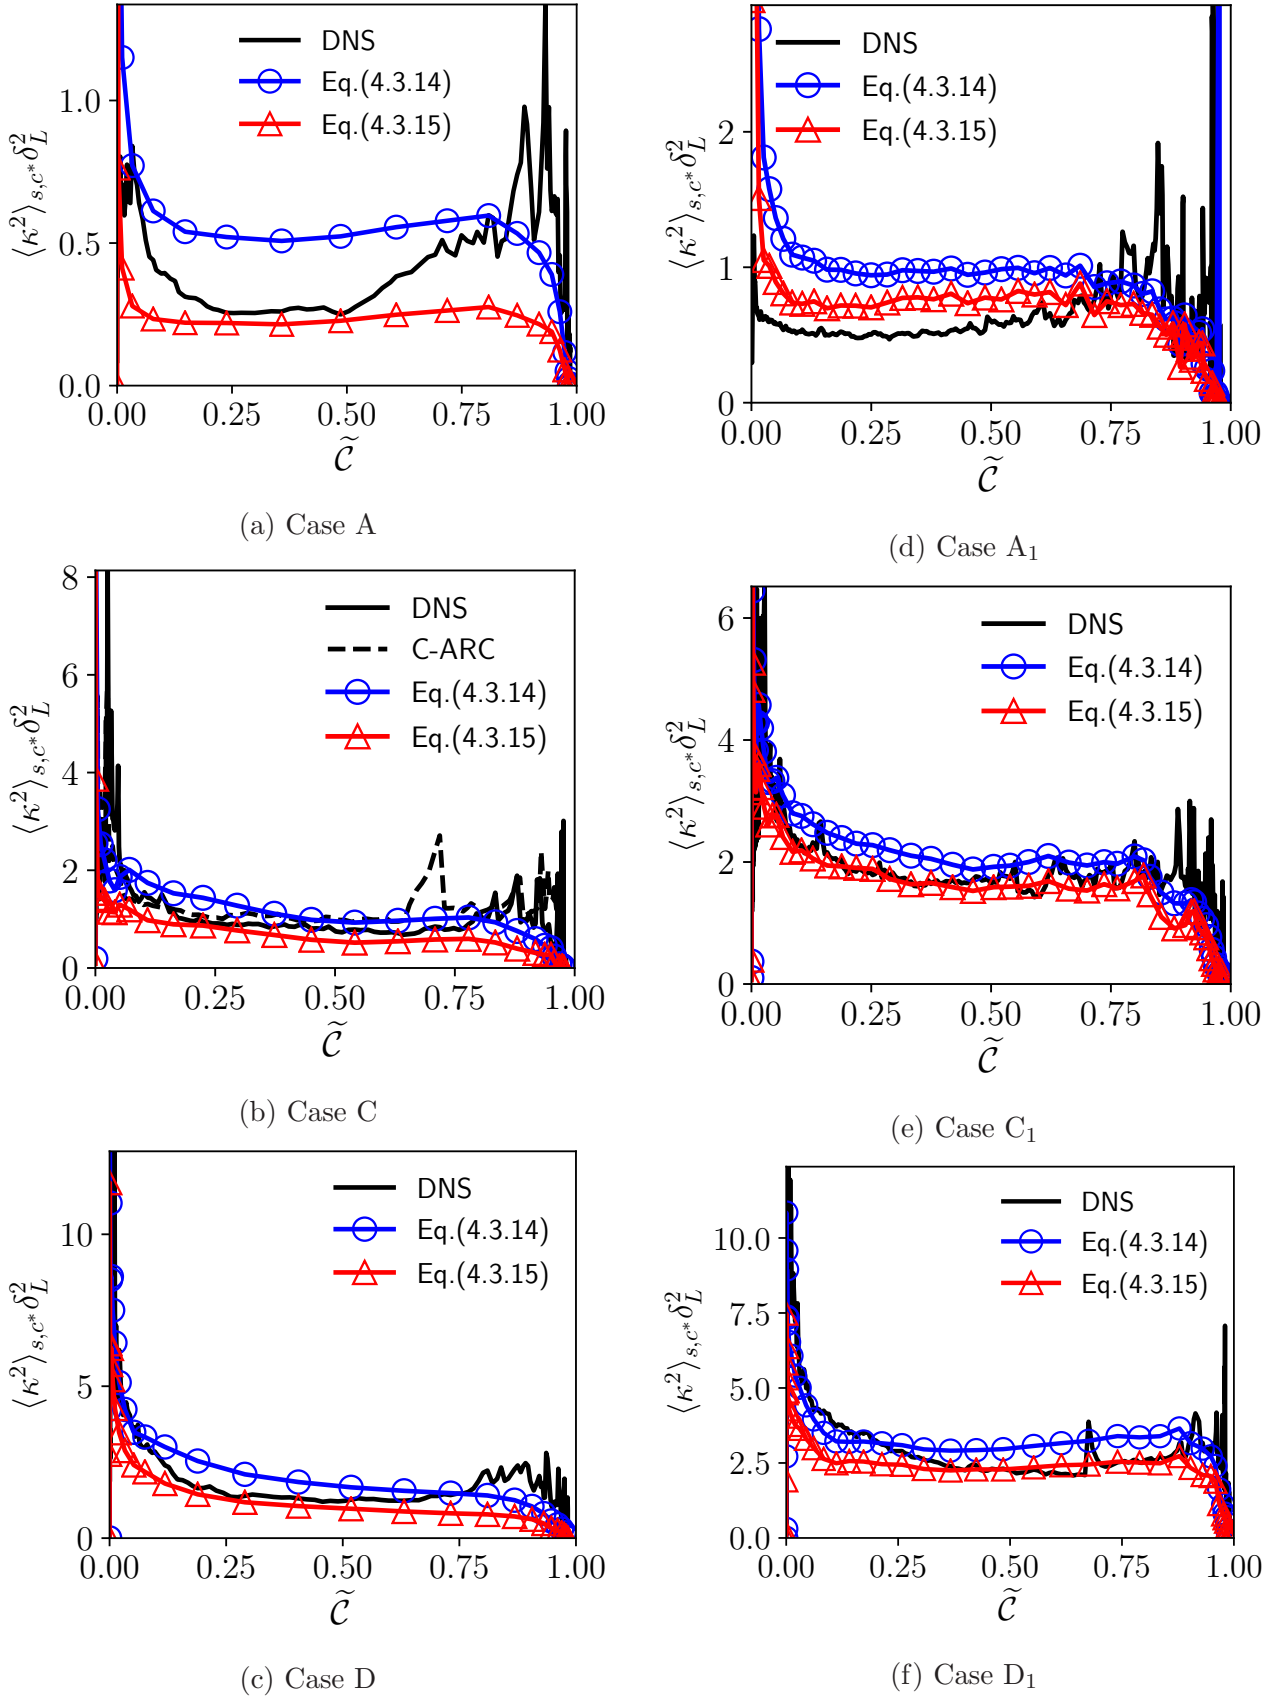 DNS
Eq.(4.3.14)
Eq.(4.3.15)
⟨κ²⟩s,c*δ²L
1.0
0.5
0.0
0.00 0.25 0.50 0.75 1.00
C̃
(a) Case A
DNS
Eq.(4.3.14)
Eq.(4.3.15)
⟨κ²⟩s,c*δ²L
2
1
0
0.00 0.25 0.50 0.75 1.00
C̃
(d) Case A₁
DNS
C-ARC
Eq.(4.3.14)
Eq.(4.3.15)
⟨κ²⟩s,c*δ²L
8
6
4
2
0
0.00 0.25 0.50 0.75 1.00
C̃
(b) Case C
DNS
Eq.(4.3.14)
Eq.(4.3.15)
⟨κ²⟩s,c*δ²L
6
4
2
0
0.00 0.25 0.50 0.75 1.00
C̃
(e) Case C₁
DNS
Eq.(4.3.14)
Eq.(4.3.15)
⟨κ²⟩s,c*δ²L
10
5
0
0.00 0.25 0.50 0.75 1.00
C̃
(c) Case D
DNS
Eq.(4.3.14)
Eq.(4.3.15)
⟨κ²⟩s,c*δ²L
10.0
7.5
5.0
2.5
0.0
0.00 0.25 0.50 0.75 1.00
C̃
(f) Case D₁